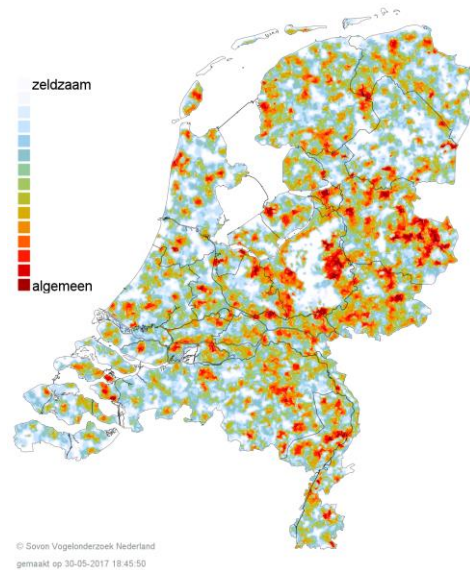 zeldzaam
algemeen
© Sovon Vogelonderzoek Nederland
gemaakt op 30-05-2017 18:45:50